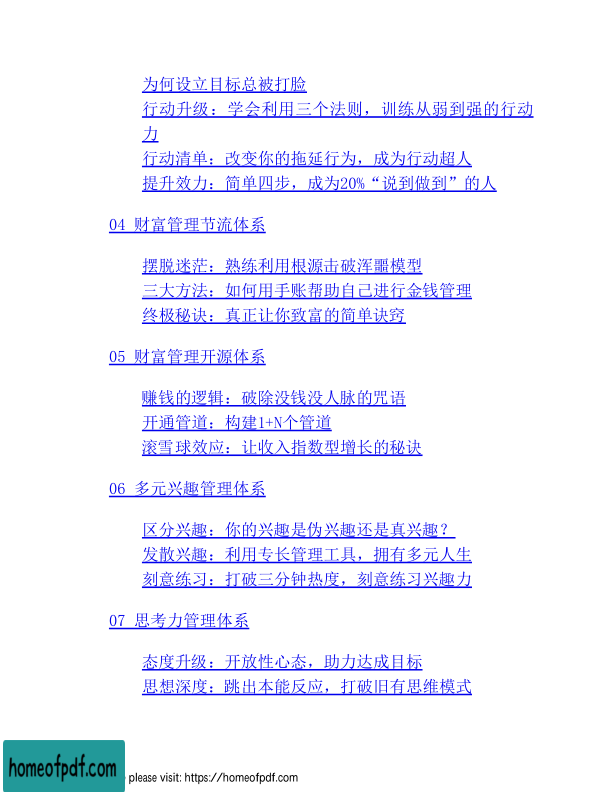 为何设立目标总被打脸
行动升级：学会利用三个法则，训练从弱到强的行动
力
行动清单：改变你的拖延行为，成为行动超人
提升效力：简单四步，成为20%“说到做到”的人
04 财富管理节流体系
摆脱迷茫：熟练利用根源击破浑噩模型
三大方法：如何用手账帮助自己进行金钱管理
终极秘诀：真正让你致富的简单诀窍
05 财富管理开源体系
赚钱的逻辑：破除没钱没人脉的咒语
开通管道：构建1+N个管道
滚雪球效应：让收入指数型增长的秘诀
06 多元兴趣管理体系
区分兴趣：你的兴趣是伪兴趣还是真兴趣？
发散兴趣：利用专长管理工具，拥有多元人生
刻意练习：打破三分钟热度，刻意练习兴趣力
07 思考力管理体系
态度升级：开放性心态，助力达成目标
思想深度：跳出本能反应，打破旧有思维模式
homeofpdf.com
please visit: https://homeofpdf.com